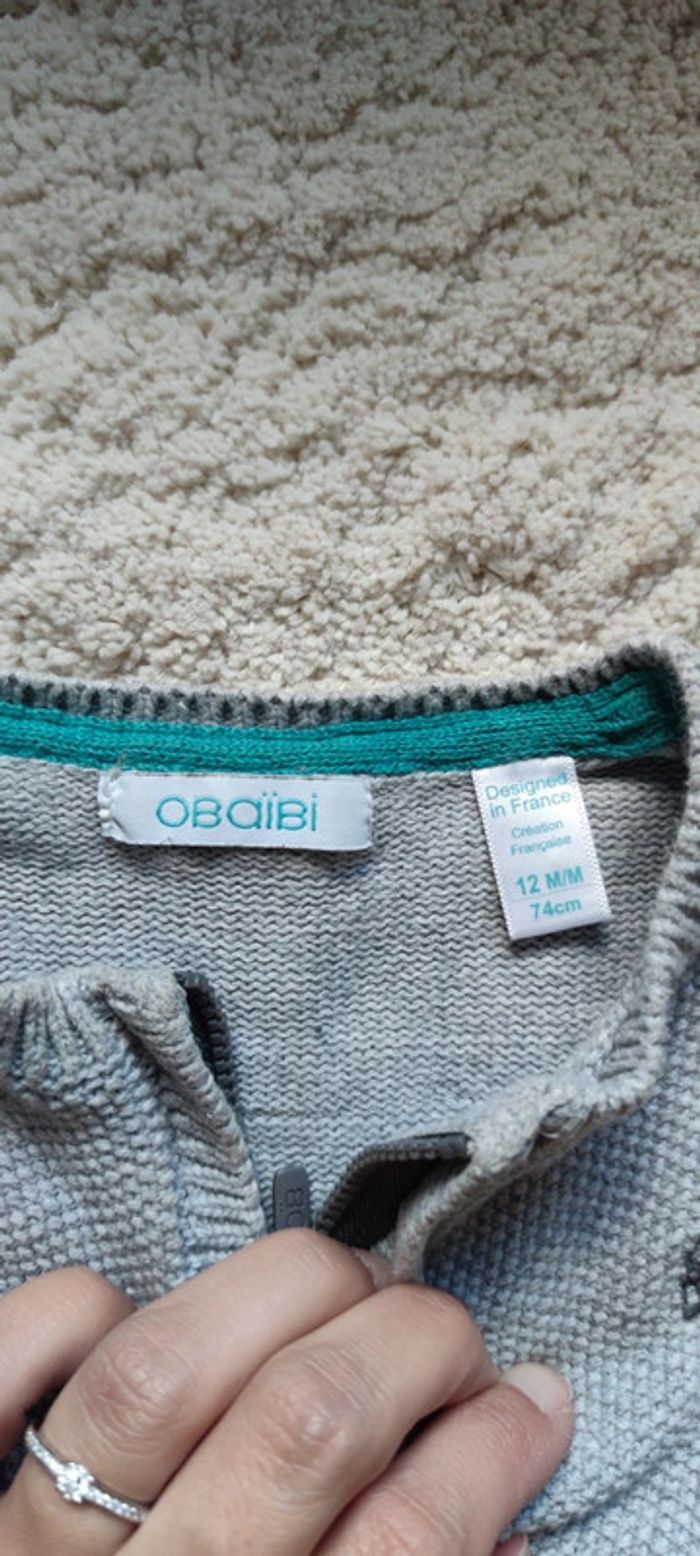 OBaïBi
Designed
in France
Création
Française
12 M/M
74cm